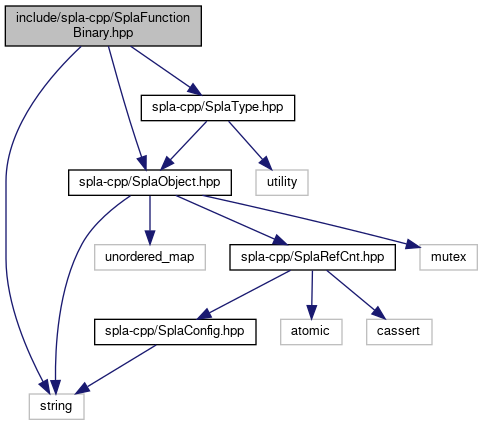 include/spla-cpp/SplaFunction
Binary.hpp
spla-cpp/SplaType.hpp
spla-cpp/SplaObject.hpp
utility
unordered_map
spla-cpp/SplaRefCnt.hpp
mutex
spla-cpp/SplaConfig.hpp
atomic
cassert
string